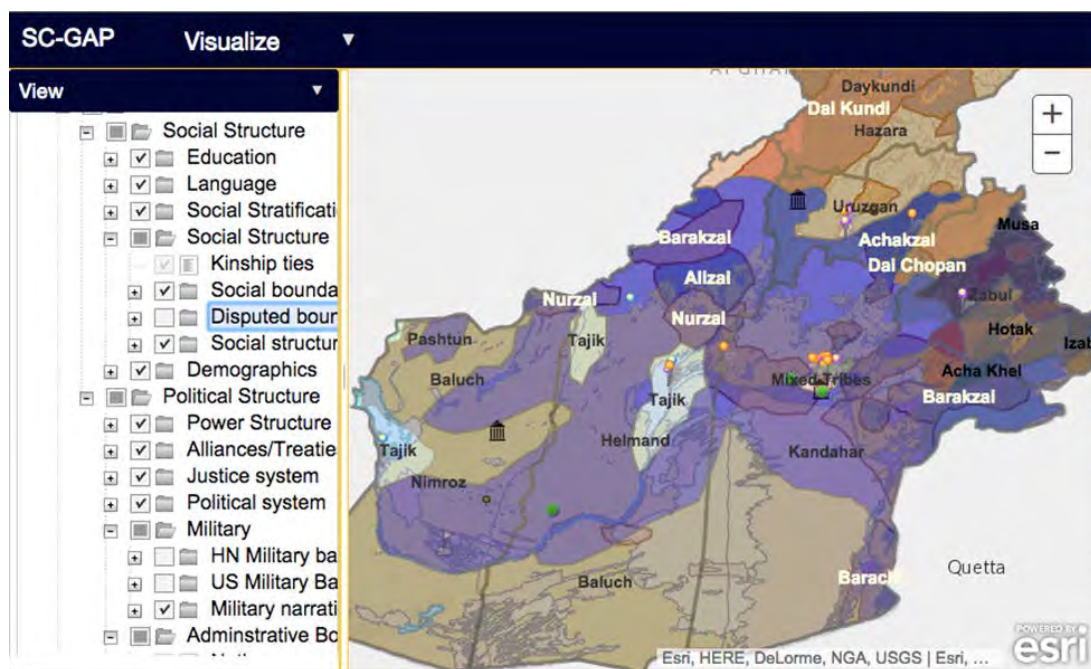 SC-GAP
Visualize
View
Social Structure
Education
Language
Social Stratificati
Social Structure
Kinship ties
Social bounda
Disputed bour
Social structur
Demographics
Political Structure
Power Structure
Alliances/Treatie
Justice system
Political system
Military
HN Military ba
US Military Ba
Military narrati
Adminstrative Bo
Daykundi
Dai Kundi
Hazara
Uruzgan
Musa
Barakzai
Achakzai
Alizai
Dai Chopan
Zabul
Nurzai
Nurzai
Hotak
Izab
Pashtun
Tajik
Baluch
Mixed Tribes
Acha Khel
Tajik
Barakzai
Tajik
Helmand
Kandahar
Nimroz
Baluch
Quetta
POWERED BY
esri
Esri, HERE, DeLorme, NGA, USGS | Esri, ...